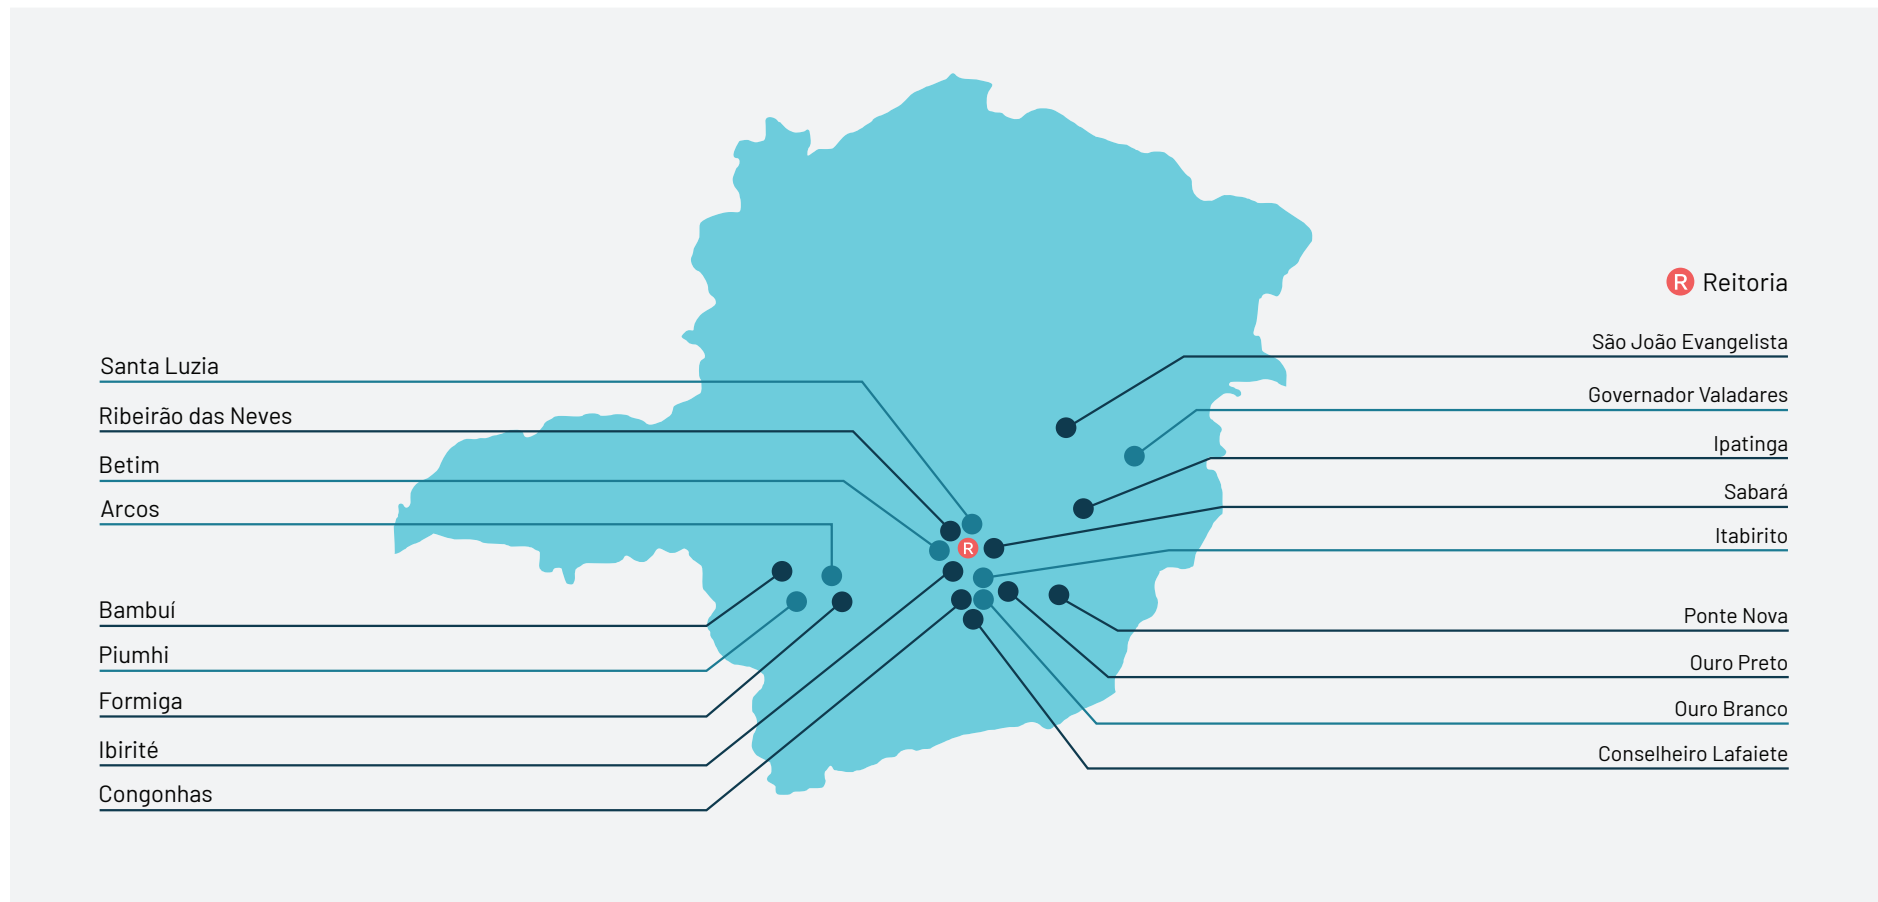 Santa Luzia
Ribeirão das Neves
Betim
Arcos
Bambuí
Piumhi
Formiga
Ibirité
Congonhas
R
R Reitoria
São João Evangelista
Governador Valadares
Ipatinga
Sabará
Itabirito
Ponte Nova
Ouro Preto
Ouro Branco
Conselheiro Lafaiete